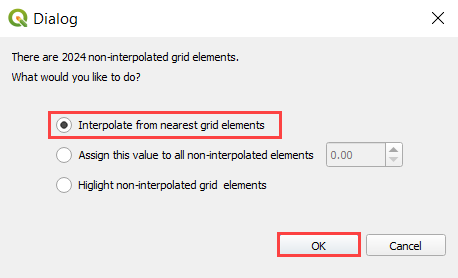 Dialog
There are 2024 non-interpolated grid elements.
What would you like to do?
Interpolate from nearest grid elements
Assign this value to all non-interpolated elements 0.00
Higlight non-interpolated grid elements
OK Cancel